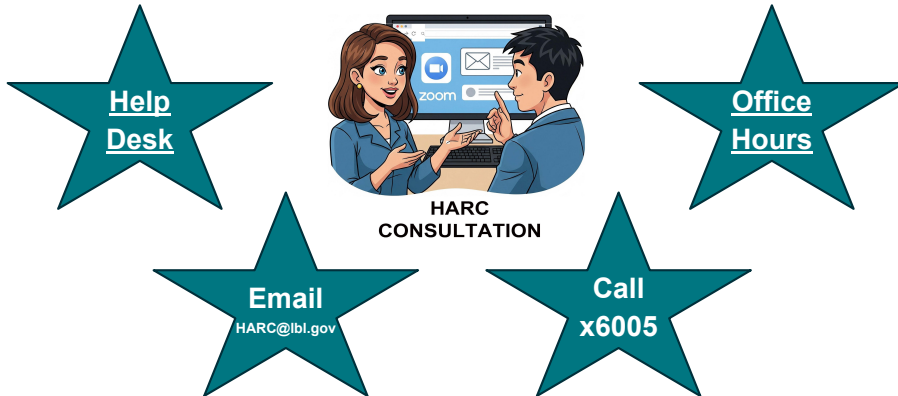 Help
Desk
zoom
Office
Hours
HARC
CONSULTATION
Email
HARC@lbl.gov
Call
x6005